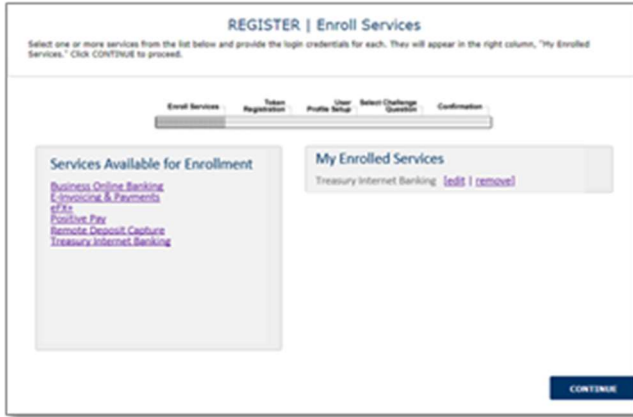 REGISTER | Enroll Services
Select one or more services from the list below and provide the login credentials for each. They will appear in the right column, "My Enrolled
Services." Click CONTINUE to proceed.
Enroll Services
Token
Registration
User
Profile Setup
Select Challenge
Question
Confirmation
Services Available for Enrollment
Business Online Banking
E-Invoicing & Payments
eFX+
Positive Pay
Remote Deposit Capture
Treasury Internet Banking
My Enrolled Services
Treasury Internet Banking [edit | remove]
CONTINUE